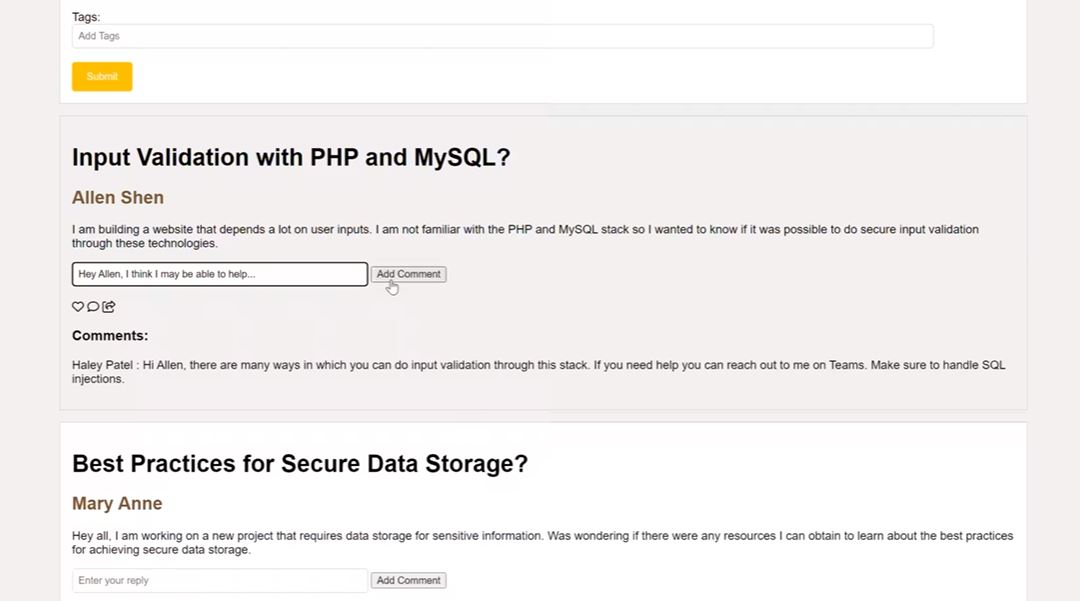 Tags:
Add Tags
Submit
Input Validation with PHP and MySQL?
Allen Shen
I am building a website that depends a lot on user inputs. I am not familiar with the PHP and MySQL stack so I wanted to know if it was possible to do secure input validation
through these technologies.
Hey Allen, I think I may be able to help...
Add Comment
Comments:
Haley Patel : Hi Allen, there are many ways in which you can do input validation through this stack. If you need help you can reach out to me on Teams. Make sure to handle SQL
injections.
Best Practices for Secure Data Storage?
Mary Anne
Hey all, I am working on a new project that requires data storage for sensitive information. Was wondering if there were any resources I can obtain to learn about the best practices
for achieving secure data storage.
Enter your reply
Add Comment